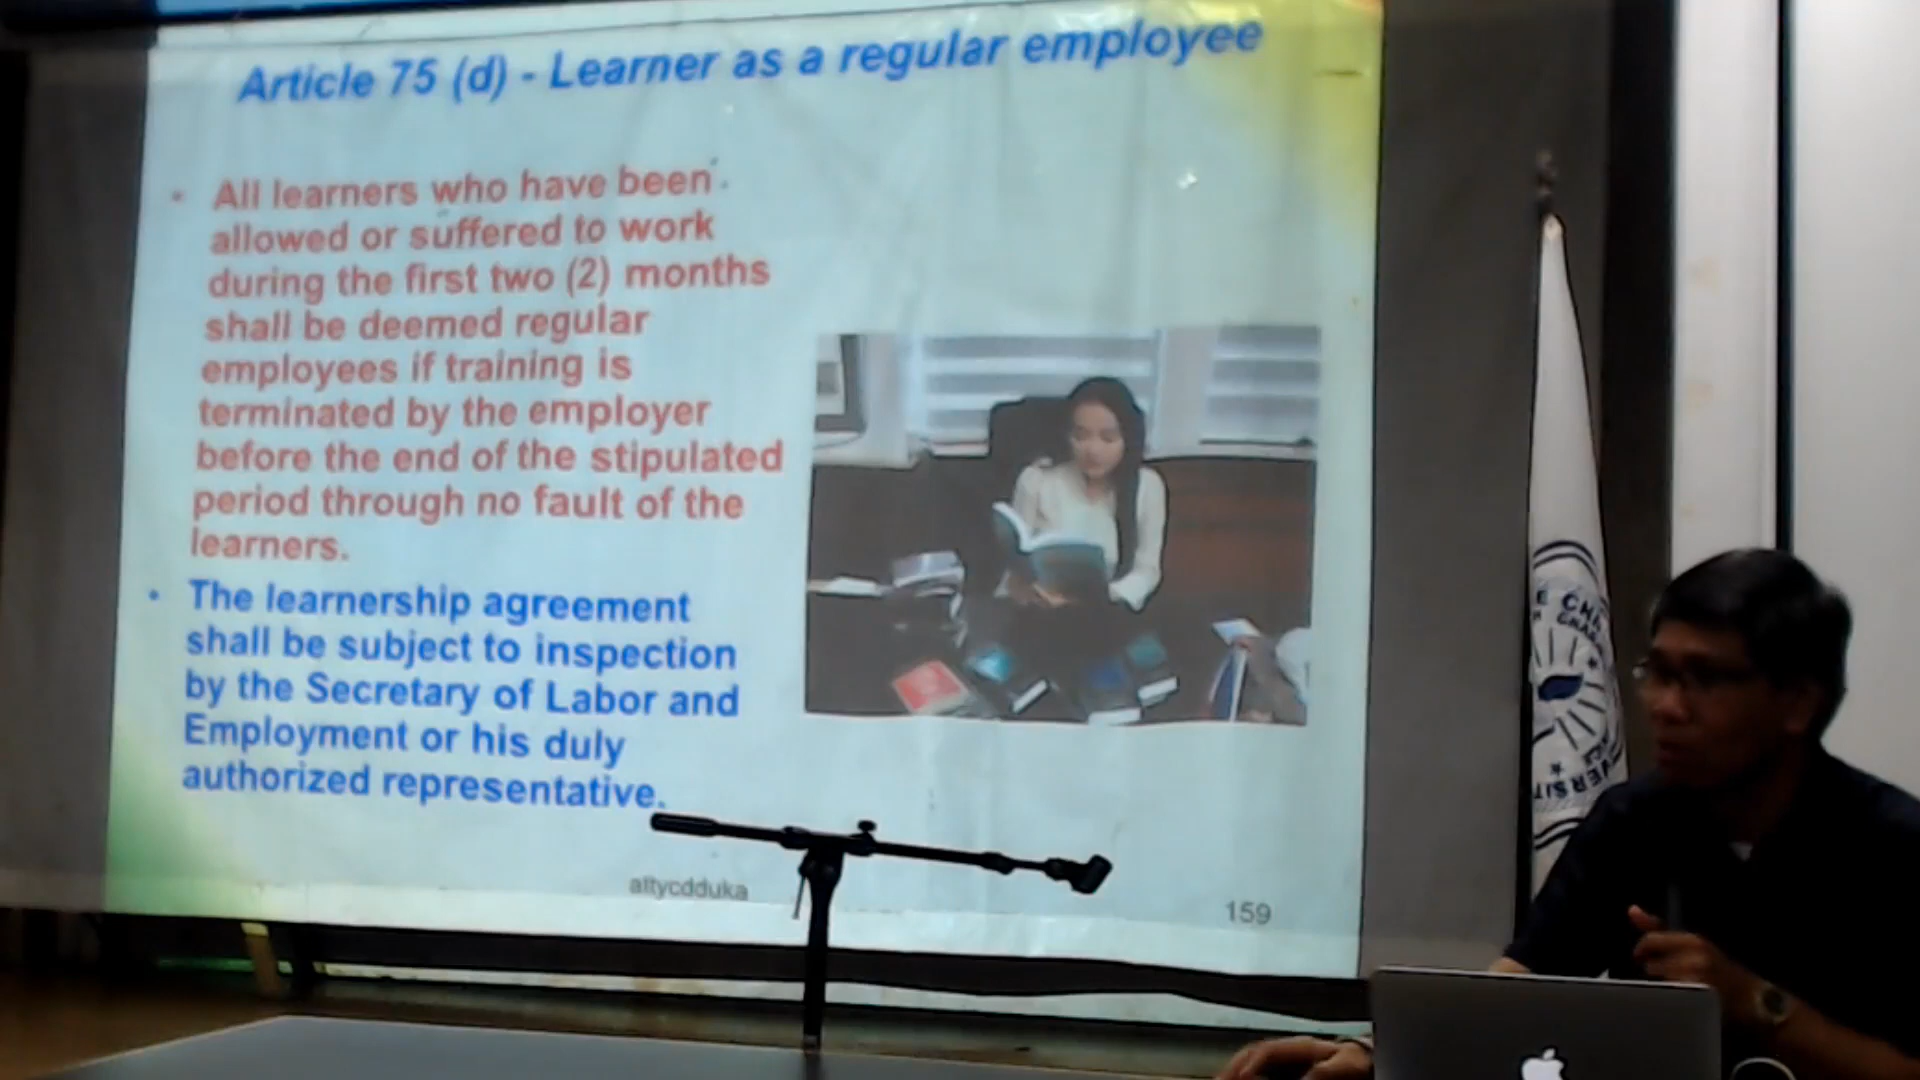 Article 75 (d) - Learner as a regular employee
• All learners who have been
allowed or suffered to work
during the first two (2) months
shall be deemed regular
employees if training is
terminated by the employer
before the end of the stipulated
period through no fault of the
learners.
• The learnership agreement
shall be subject to inspection
by the Secretary of Labor and
Employment or his duly
authorized representative.
attycdduka
159